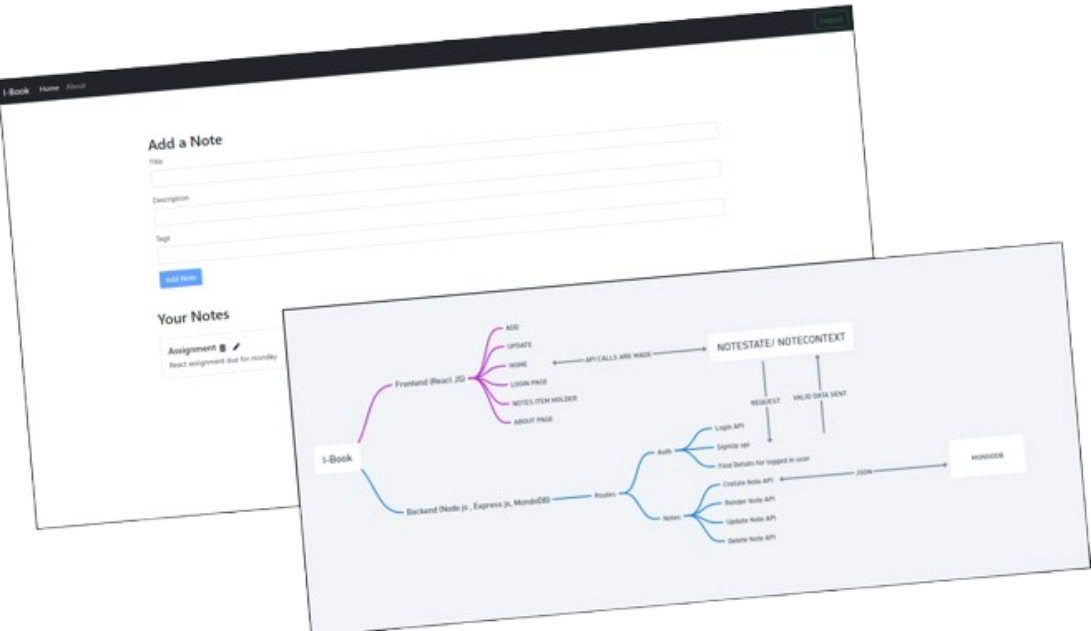 I-Book Home About Logout
Add a Note
Title
Description
Tags
Add Note
Your Notes
Assignment
React assignment due for monday
I-Book
Frontend (React JS)
ADD
UPDATE
HOME
LOGIN PAGE
NOTES ITEM HOLDER
ABOUT PAGE
API CALLS ARE MADE
NOTESTATE/ NOTECONTEXT
REQUEST
VALID DATA SENT
Backend (Node js , Express js, MondoDB)
Routes
Auth
Login API
SignUp api
Find Details for logged in user
Notes
Cretate Note API
Render Note API
Update Note API
Delete Note API
JSON
MONGODB